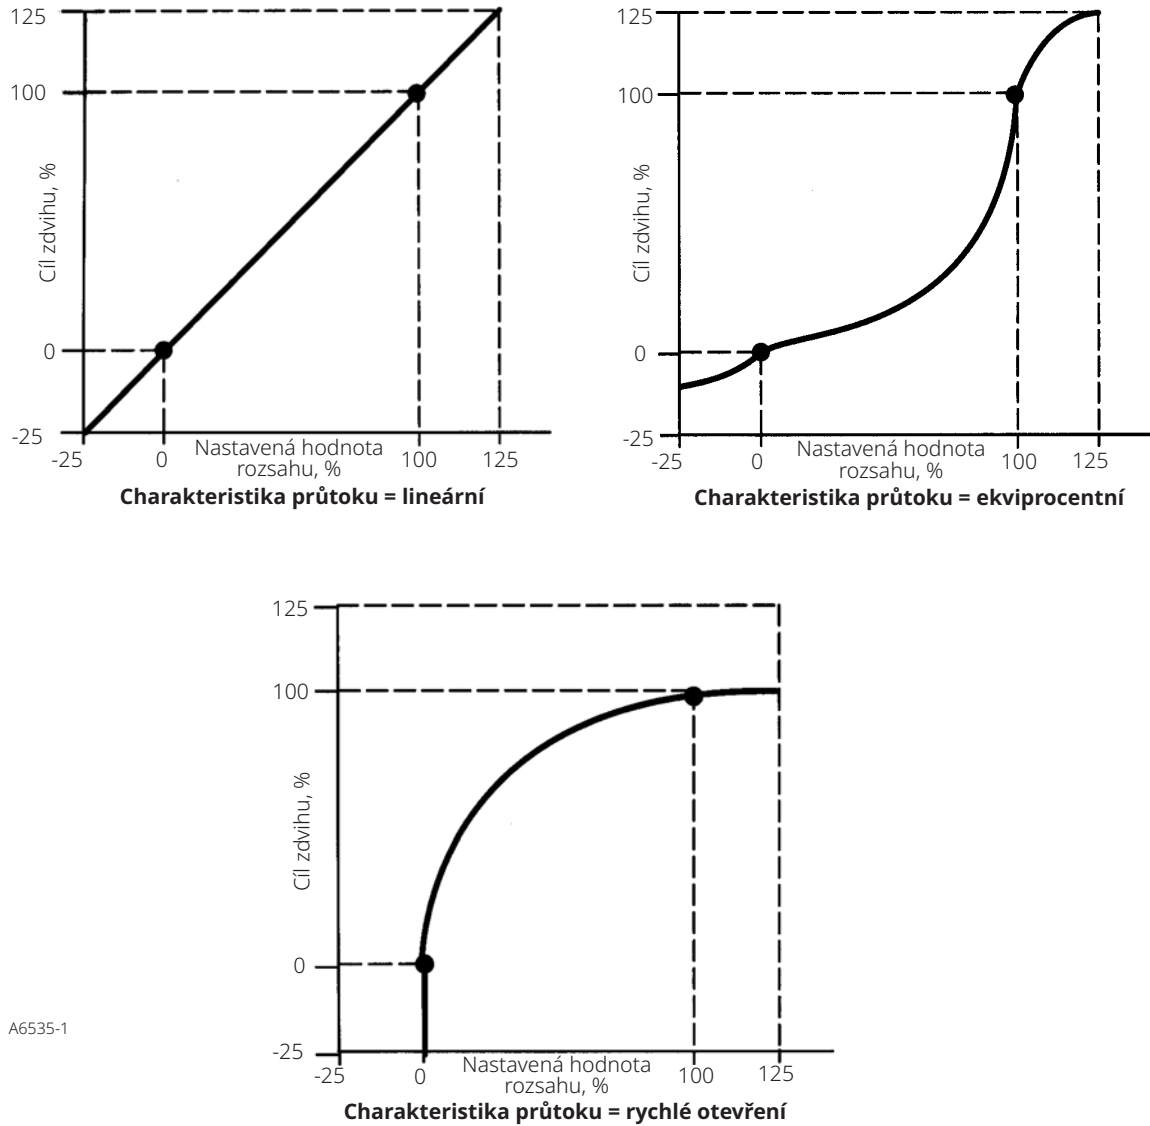 125
100
Cíl zdvihu, %
0
-25
-25
0
Nastavená hodnota
rozsahu, %
100
125
Charakteristika průtoku = lineární
125
100
Cíl zdvihu, %
0
-25
-25
0
Nastavená hodnota
rozsahu, %
100
125
Charakteristika průtoku = ekviprocentní
125
100
Cíl zdvihu, %
0
-25
-25
0
Nastavená hodnota
rozsahu, %
100
125
Charakteristika průtoku = rychlé otevření
A6535-1